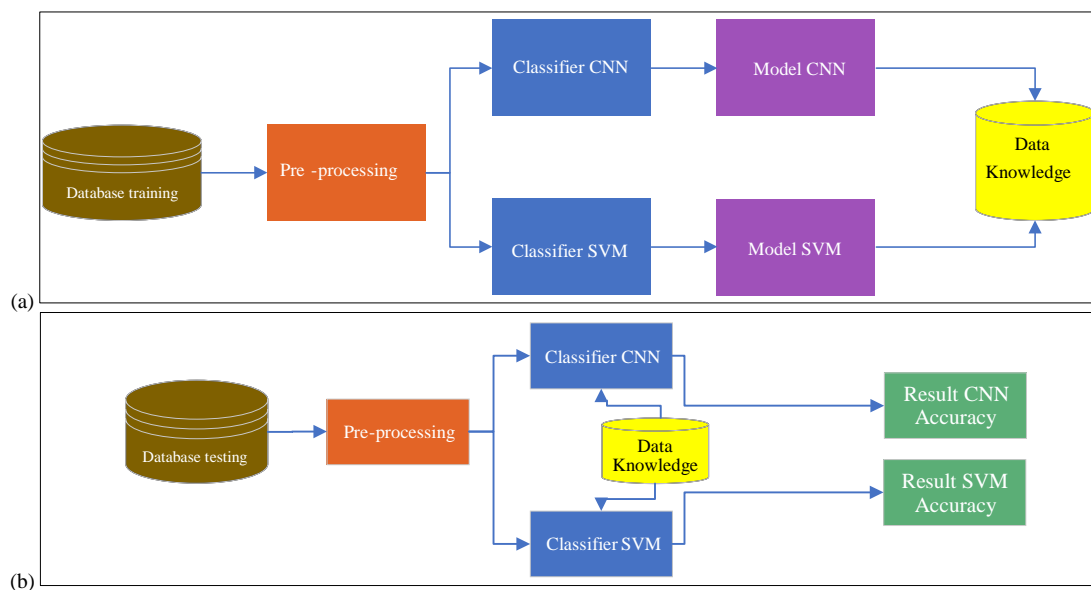 Classifier CNN
Model CNN
Database training
Pre -processing
Data
Knowledge
Classifier SVM
Model SVM
(a)
Classifier CNN
Result CNN
Accuracy
Database testing
Pre-processing
Data
Knowledge
Result SVM
Accuracy
Classifier SVM
(b)